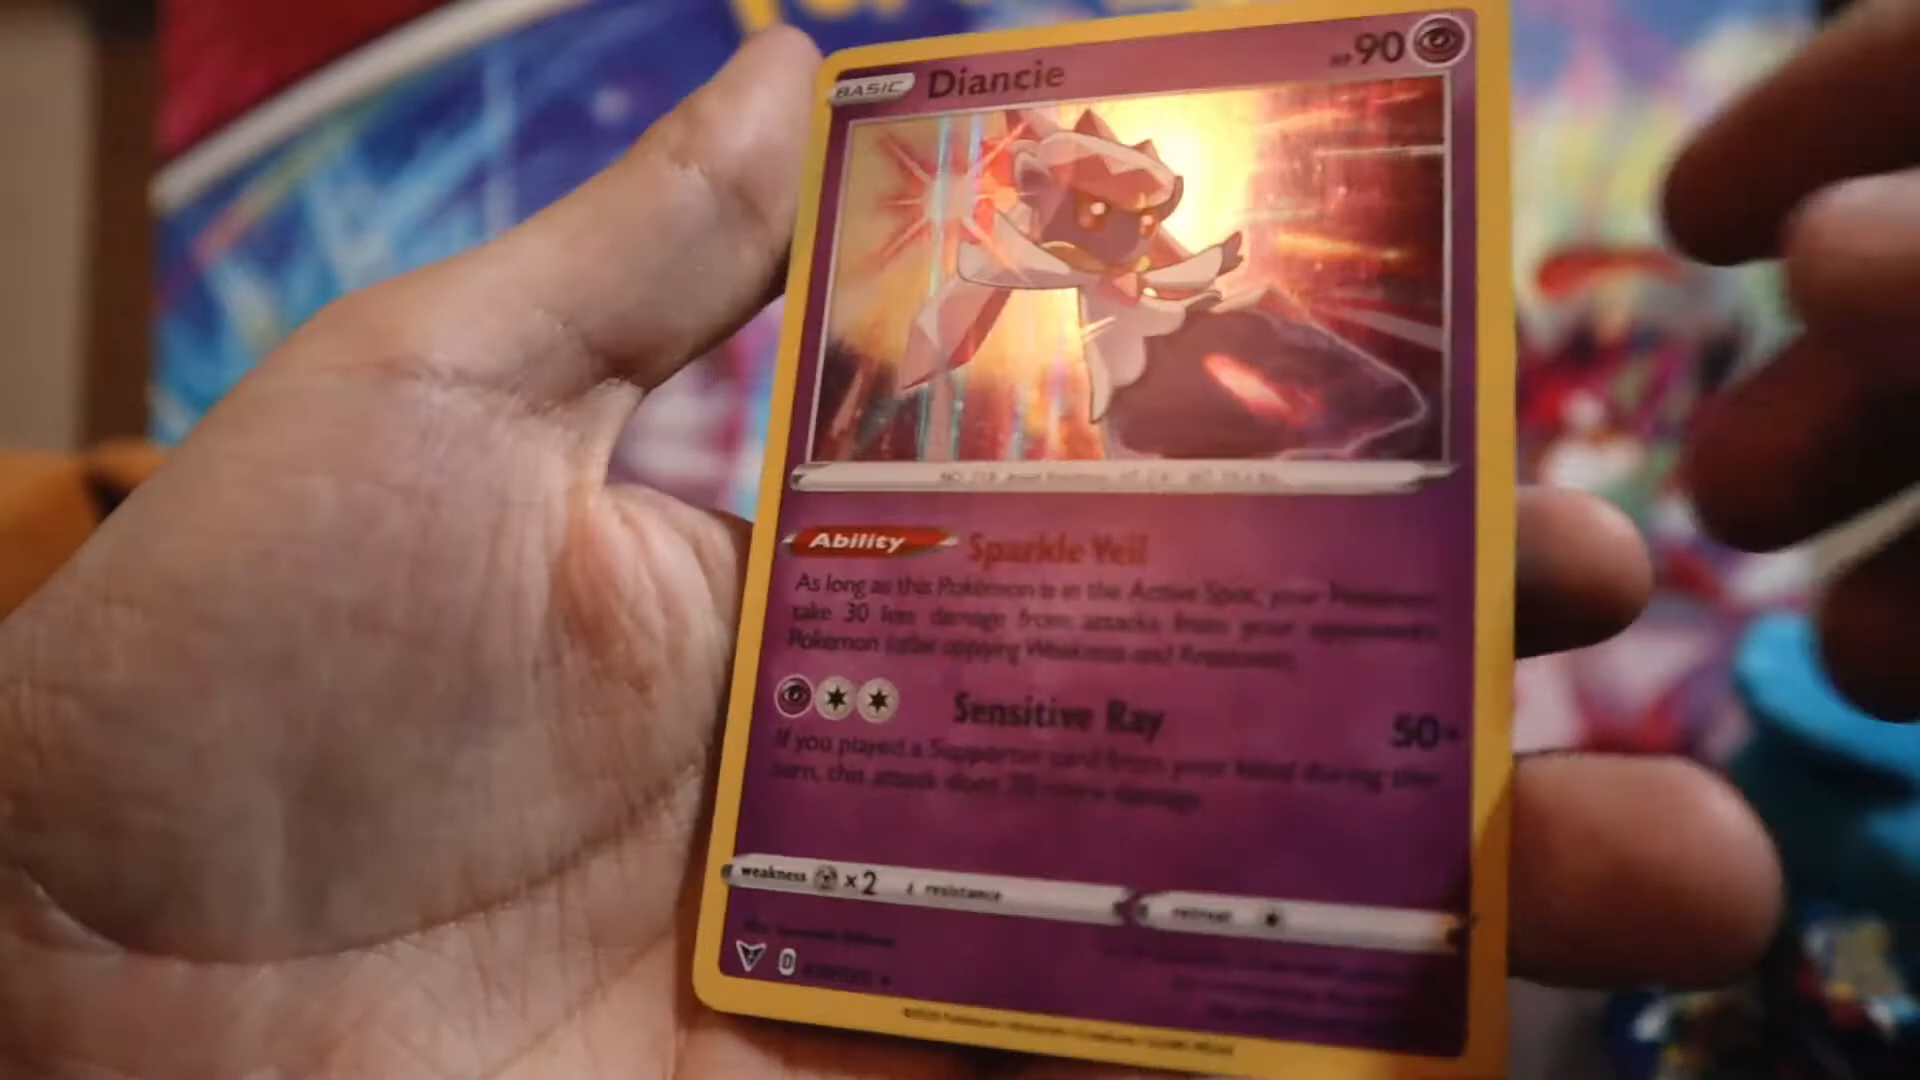 BASIC Diancie HP 90
Ability Sparkle Veil
As long as this Pokémon is in the Active Spot, your Pokémon
take 30 less damage from attacks from your opponent's
Pokémon (after applying Weakness and Resistance).
Sensitive Ray 50+
If you played a Supporter card from your hand during this
turn, this attack does more damage.
weakness ×2 resistance retreat
D